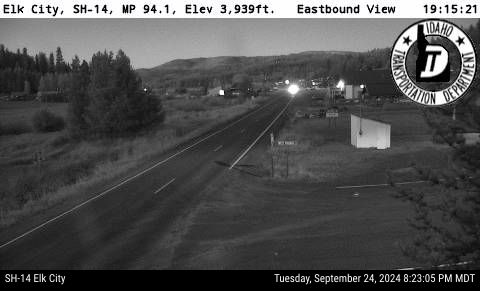 Elk City, SH-14, MP 94.1, Elev 3,939ft. Eastbound View 19:15:21
IDAHO
TRANSPORTATION DEPARTMENT
SH-14 Elk City Tuesday, September 24, 2024 8:23:05 PM MDT